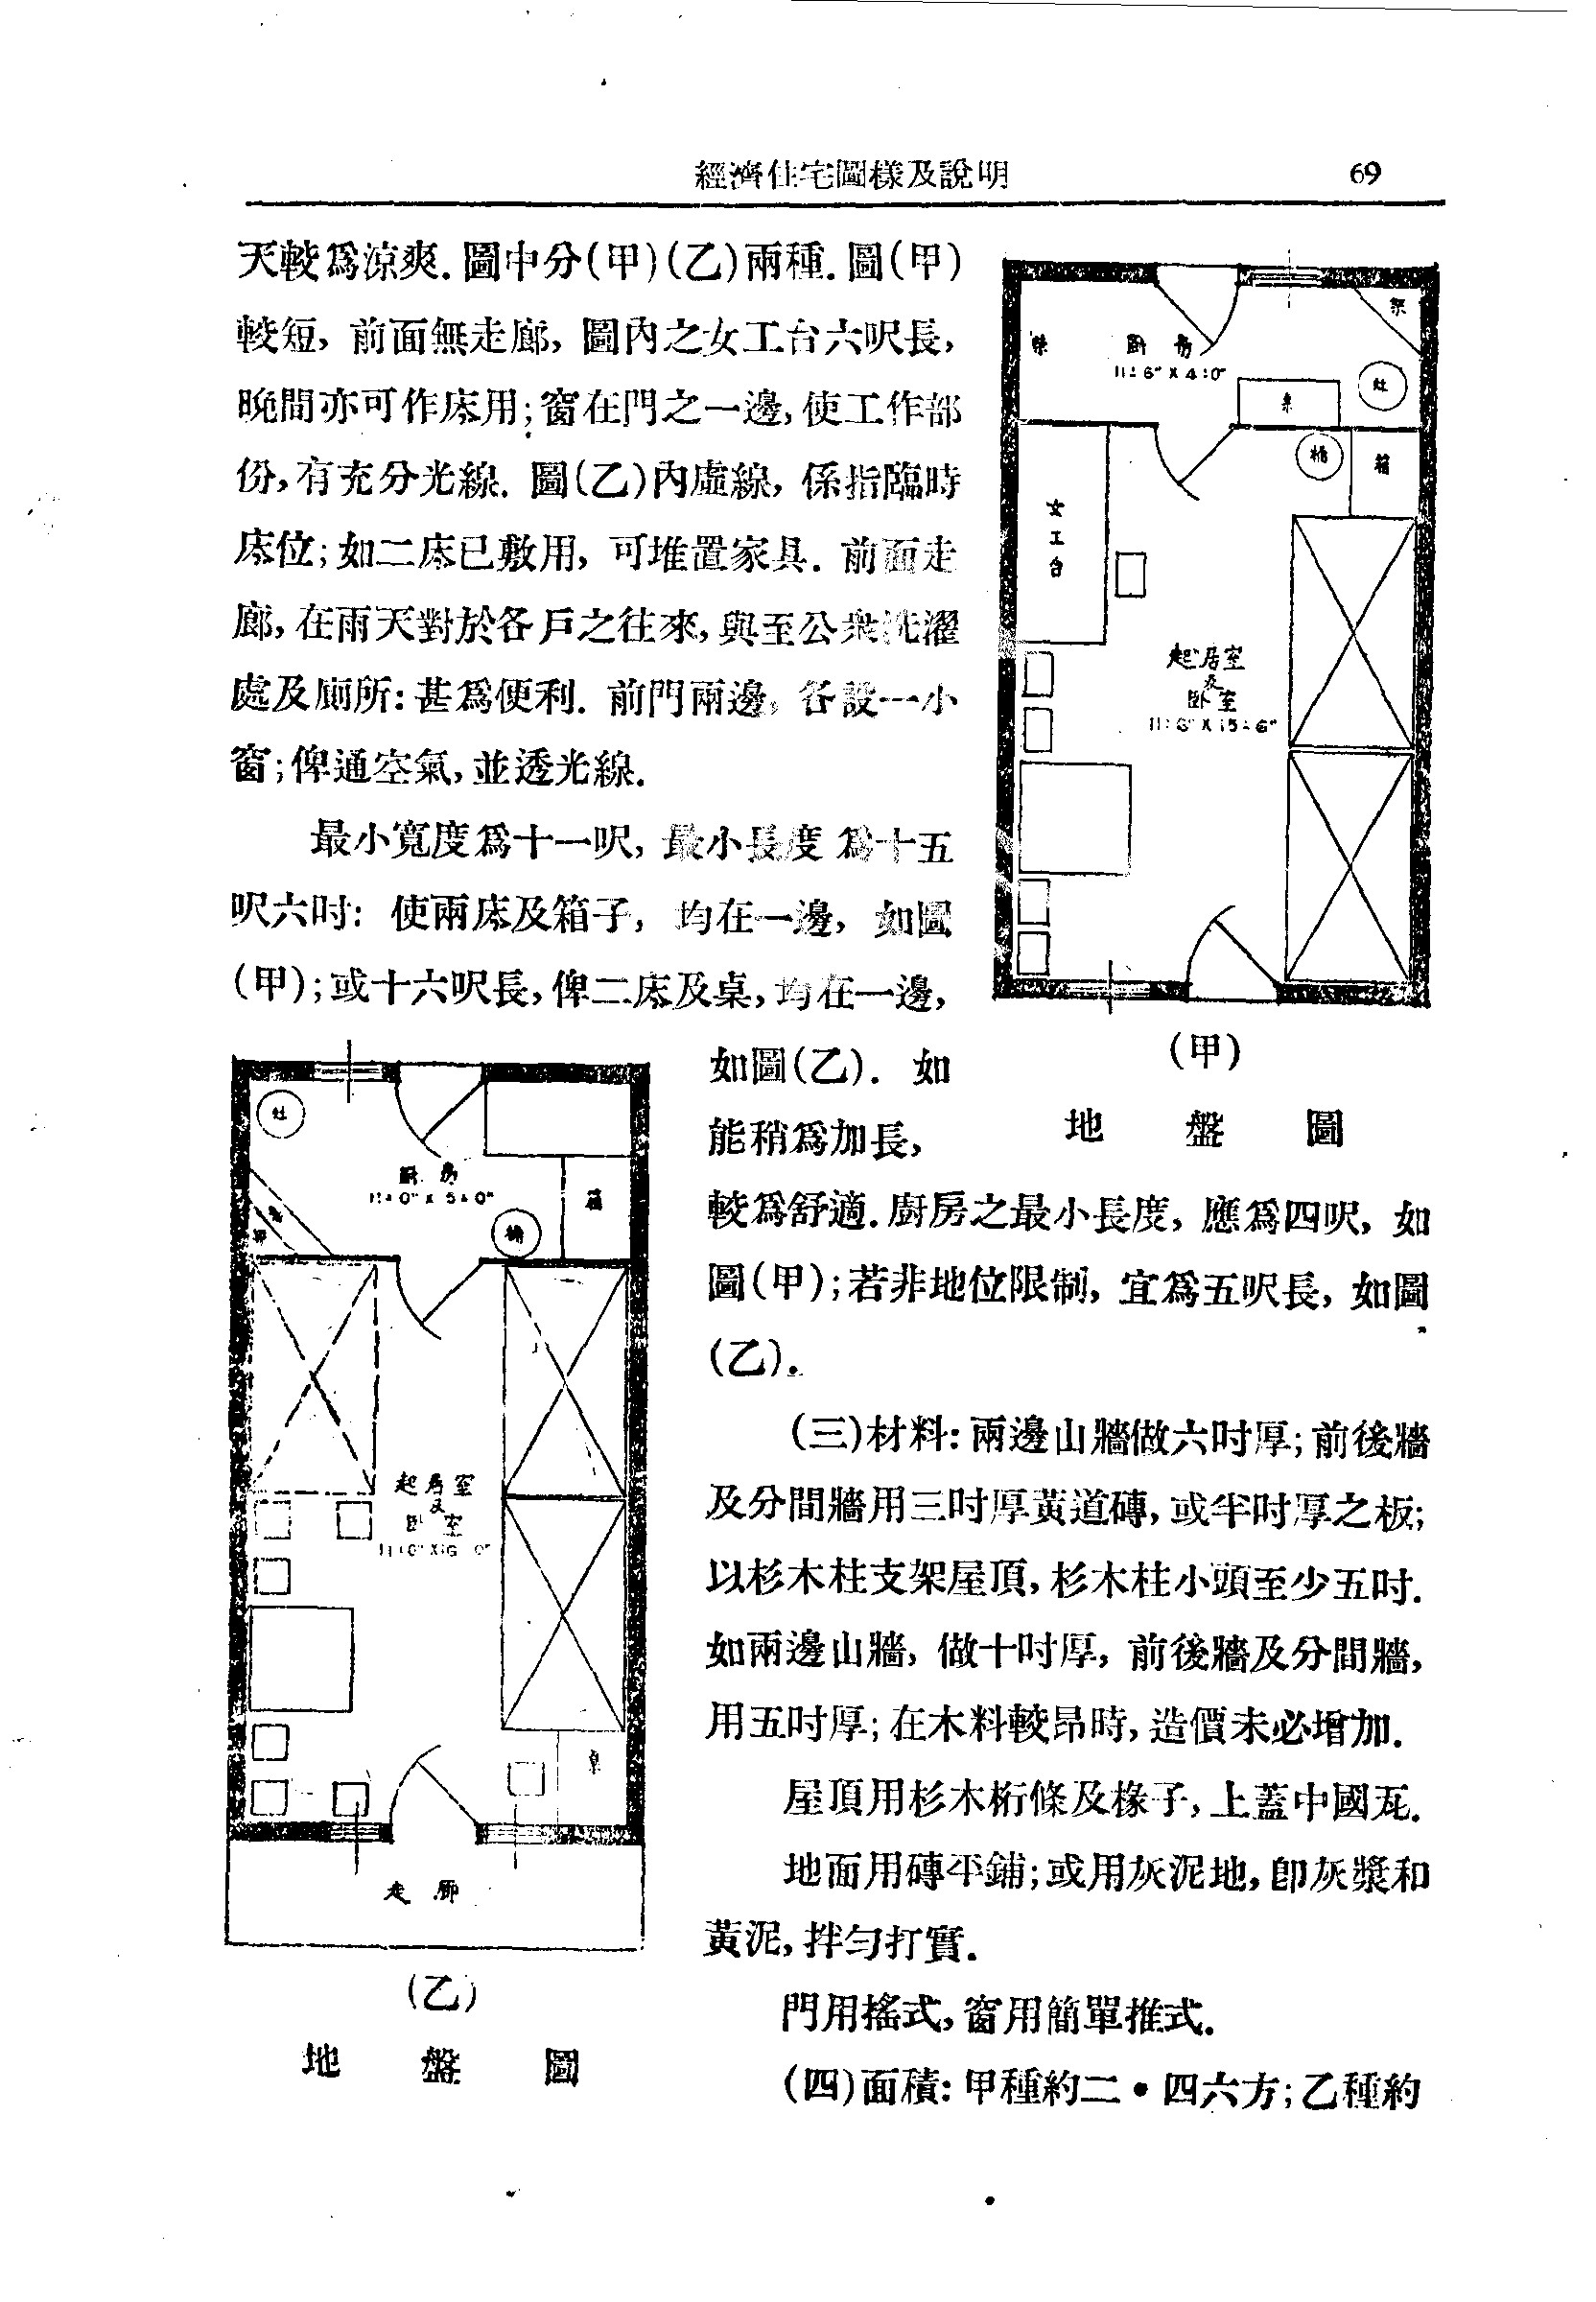 經濟住宅圖樣及說明 69
天較爲涼爽. 圖中分(甲)(乙)兩種. 圖(甲)
較短, 前面無走廊, 圖內之女工台六呎長,
晚間亦可作床用; 窗在門之一邊, 使工作部
份, 有充分光線. 圖(乙)內虛線, 係指臨時
床位; 如二床已敷用, 可堆置家具. 前面走
廊, 在雨天對於各戶之往來, 與至公衆洗濯
處及廁所: 甚爲便利. 前門兩邊, 各設一小
窗; 俾通空氣, 並透光線.
最小寬度爲十一呎, 最小長度爲十五
呎六吋: 使兩床及箱子, 均在一邊, 如圖
(甲); 或十六呎長, 俾二床及桌, 均在一邊,
如圖(乙). 如
能稍爲加長,
較爲舒適. 廚房之最小長度, 應爲四呎, 如
圖(甲); 若非地位限制, 宜爲五呎長, 如圖
(乙).
(三)材料: 兩邊山牆做六吋厚; 前後牆
及分間牆用三吋厚黃道磚, 或半吋厚之板;
以杉木柱支架屋頂, 杉木柱小頭至少五吋.
如兩邊山牆, 做十吋厚, 前後牆及分間牆,
用五吋厚; 在木料較昂時, 造價未必增加.
屋頂用杉木桁條及椽子, 上蓋中國瓦.
地面用磚平鋪; 或用灰泥地, 卽灰漿和
黃泥, 拌勻打實.
門用搖式, 窗用簡單推式.
(四)面積: 甲種約二•四六方; 乙種約
廚房
11:6" X 4:0"
灶
桌
桶
箱
女工台
起居室
及
卧室
11:6" X 15:6"
(甲)
地盤圖
灶
廚房
11:0" X 5:0"
桶
箱
起居室
及
卧室
桌
走廊
(乙)
地盤圖